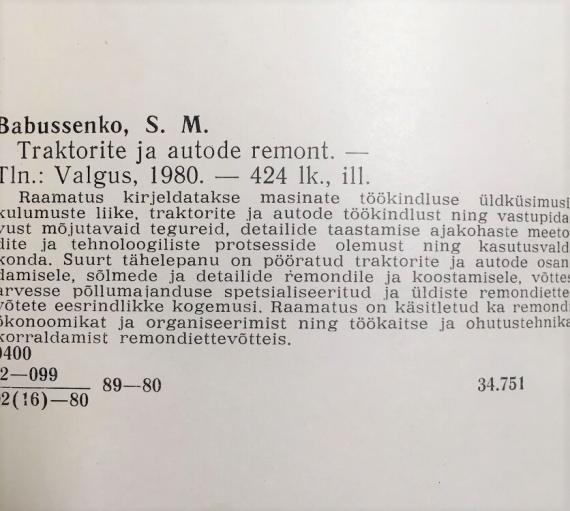 Babussenko, S. M.
Traktorite ja autode remont. —
Tln.: Valgus, 1980. — 424 lk., ill.
Raamatus kirjeldatakse masinate töökindluse üldküsimusi
kulumuste liike, traktorite ja autode töökindlust ning vastupida
vust mõjutavaid tegureid, detailide taastamise ajakohaste meeto
dite ja tehnoloogiliste protsesside olemust ning kasutusvald
konda. Suurt tähelepanu on pööratud traktorite ja autode osan
damisele, sõlmede ja detailide remondile ja koostamisele, võttes
arvesse põllumajanduse spetsialiseeritud ja üldiste remondiette
võtete eesrindlikke kogemusi. Raamatus on käsitletud ka remondi
ökonoomikat ja organiseerimist ning töökaitse ja ohutustehnika
korraldamist remondiettevõtteis.
0400
2—099
2(16)—80
89—80
34.751